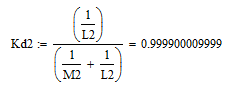 Kd2 := (1/L2) / (1/M2 + 1/L2) = 0.999900009999